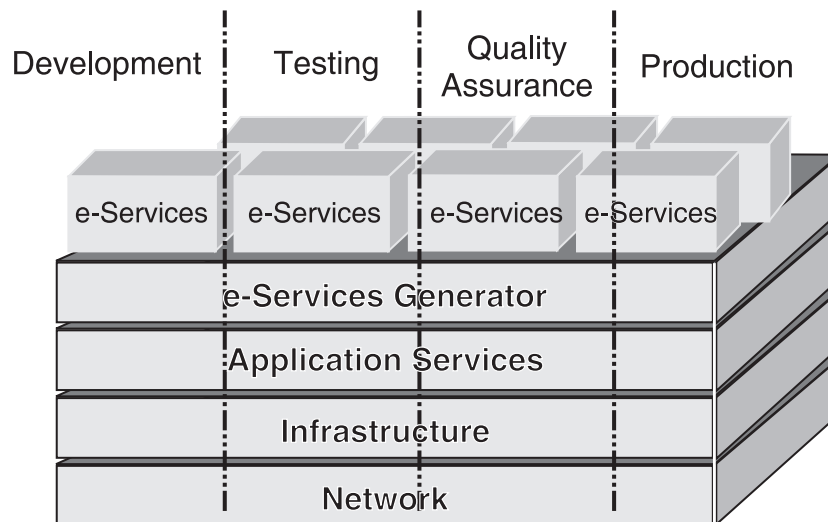 Development
Testing
Quality
Assurance
Production
e-Services
e-Services
e-Services
e-Services
e-Services Generator
Application Services
Infrastructure
Network